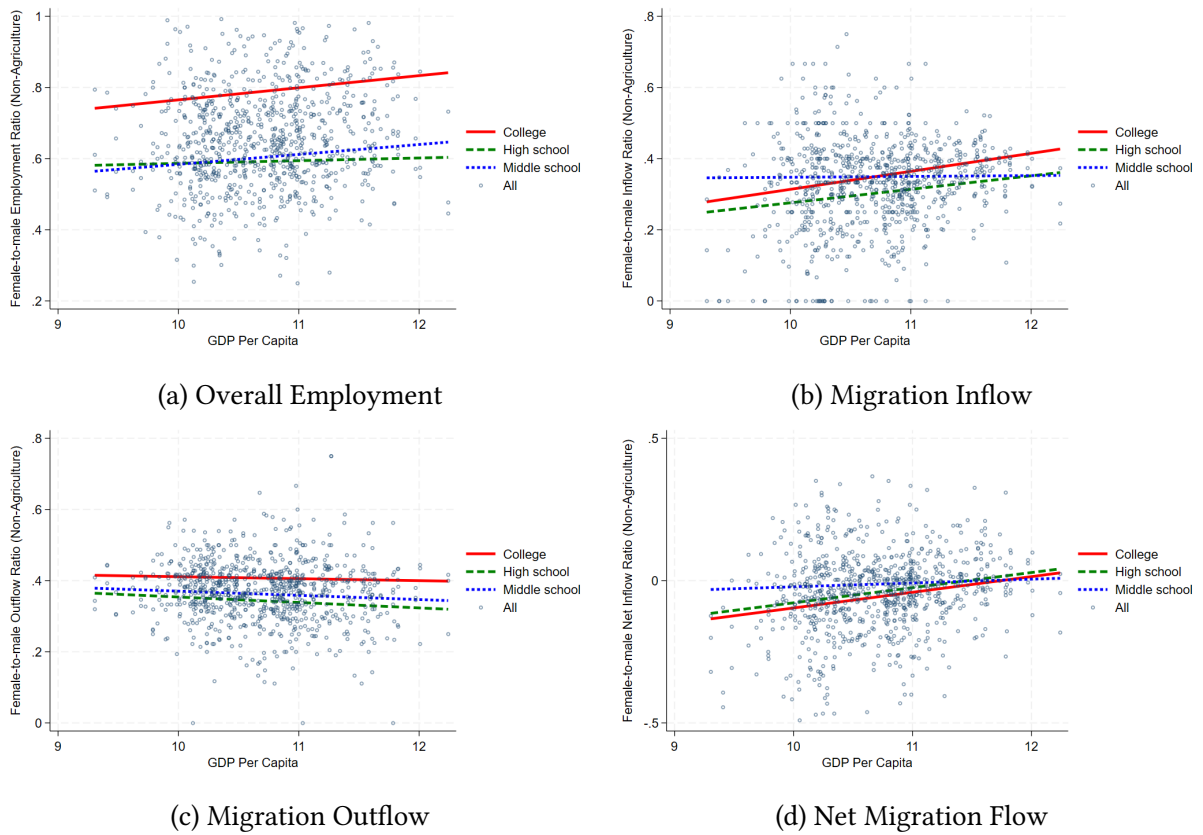 Female-to-male Employment Ratio (Non-Agriculture)
1
.8
.6
.4
.2
9
10
11
12
GDP Per Capita
College
High school
Middle school
All
(a) Overall Employment
Female-to-male Inflow Ratio (Non-Agriculture)
.8
.6
.4
.2
0
9
10
11
12
GDP Per Capita
College
High school
Middle school
All
(b) Migration Inflow
Female-to-male Outflow Ratio (Non-Agriculture)
.8
.6
.4
.2
0
9
10
11
12
GDP Per Capita
College
High school
Middle school
All
(c) Migration Outflow
Female-to-male Net Inflow Ratio (Non-Agriculture)
.5
0
-.5
9
10
11
12
GDP Per Capita
College
High school
Middle school
All
(d) Net Migration Flow